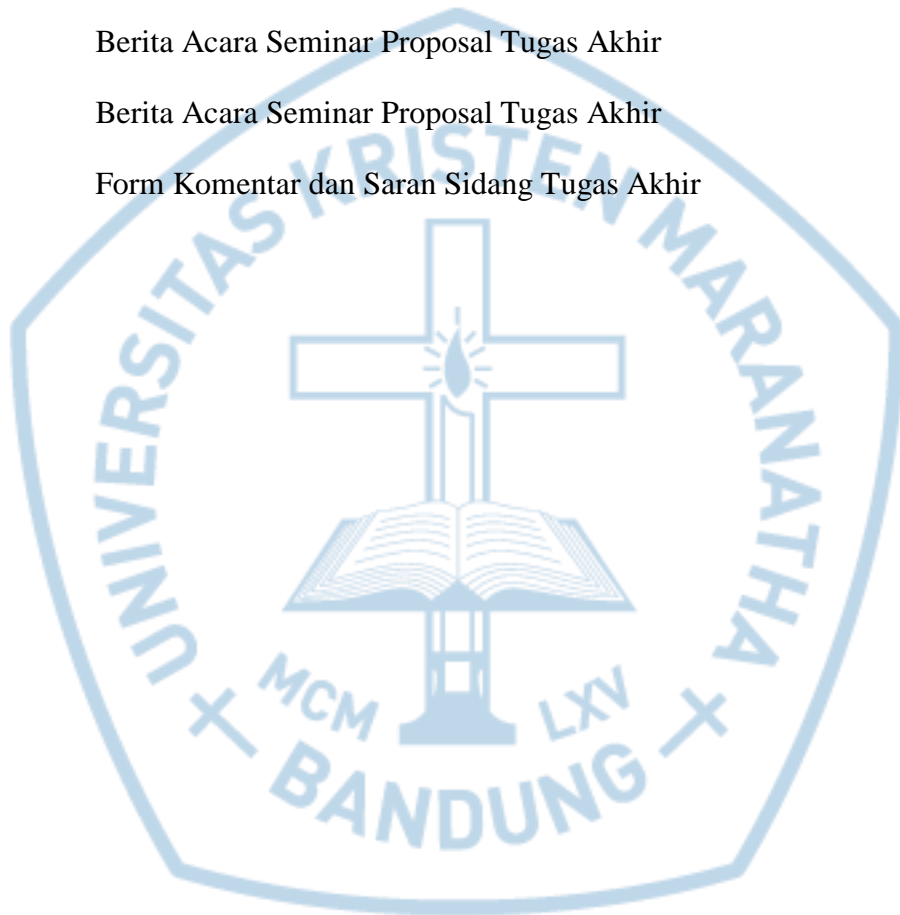 Berita Acara Seminar Proposal Tugas Akhir
Berita Acara Seminar Proposal Tugas Akhir
Form Komentar dan Saran Sidang Tugas Akhir
UNIVERSITAS KRISTEN MARANATHA
MCM LXV
BANDUNG